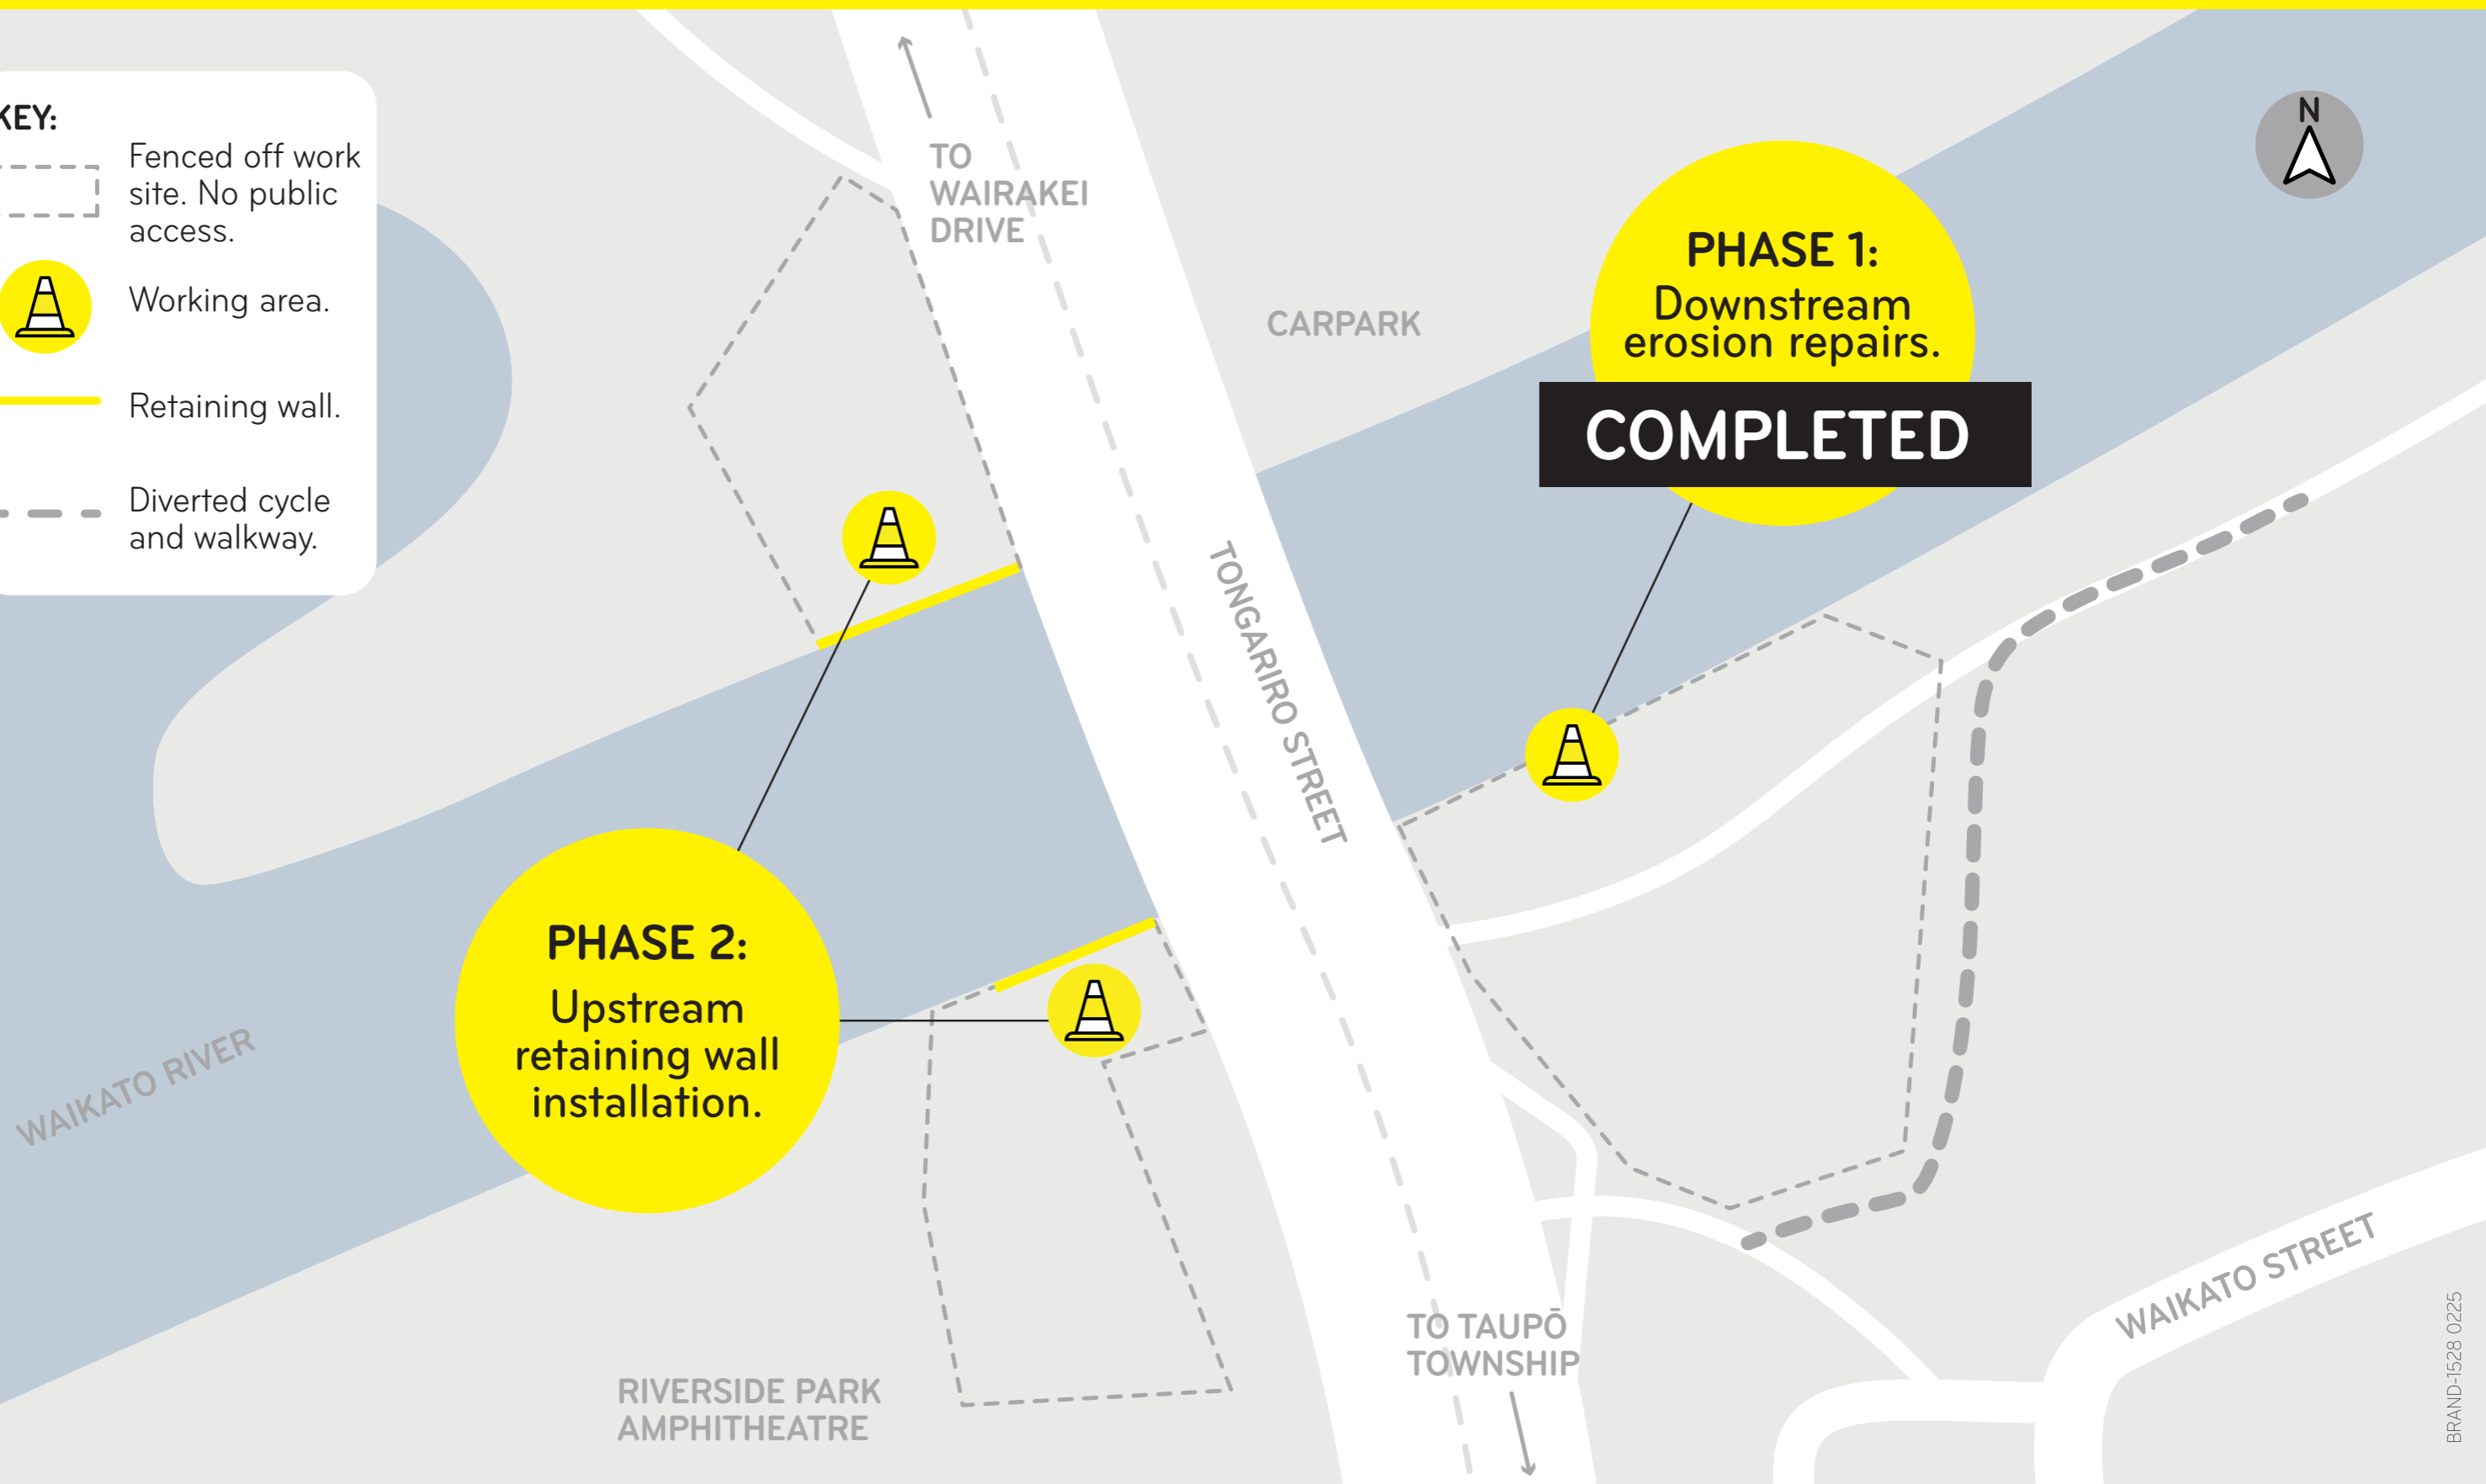 KEY:
Fenced off work
site. No public
access.
Working area.
Retaining wall.
Diverted cycle
and walkway.
TO
WAIRAKEI
DRIVE
CARPARK
PHASE 1:
Downstream
erosion repairs.
COMPLETED
N
TONGARIRO STREET
PHASE 2:
Upstream
retaining wall
installation.
WAIKATO RIVER
RIVERSIDE PARK
AMPHITHEATRE
TO TAUPŌ
TOWNSHIP
WAIKATO STREET
BRAND-1528 0225